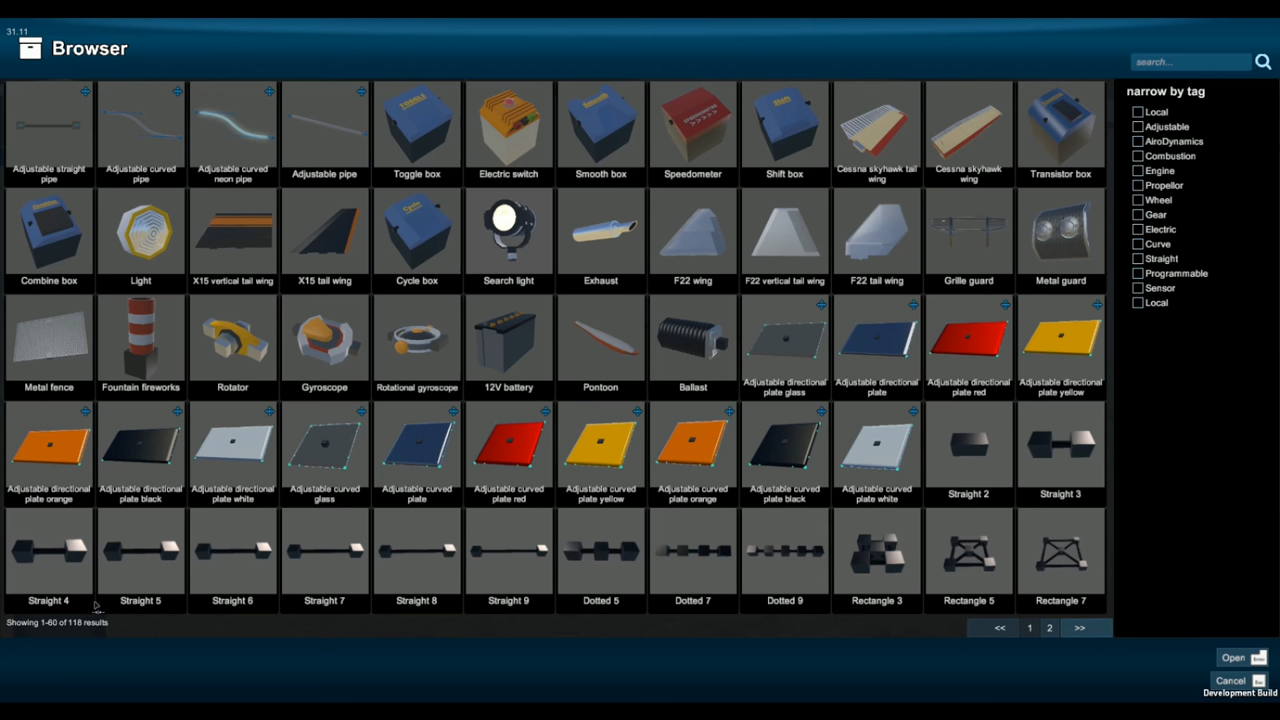 31.11
Browser
search...
narrow by tag
Local
Adjustable
AiroDynamics
Combustion
Engine
Propellor
Wheel
Gear
Electric
Curve
Straight
Programmable
Sensor
Local
Adjustable straight pipe
Adjustable curved pipe
Adjustable curved neon pipe
Adjustable pipe
TOGGLE
Toggle box
Electric switch
Smooth
Smooth box
Speedometer
Shift
Shift box
Cessna skyhawk tail wing
Cessna skyhawk wing
Transistor box
Combine box
Light
X15 vertical tail wing
X15 tail wing
Cycle
Cycle box
Search light
Exhaust
F22 wing
F22 vertical tail wing
F22 tail wing
Grille guard
Metal guard
Metal fence
Fountain fireworks
Rotator
Gyroscope
Rotational gyroscope
12V battery
Pontoon
Ballast
Adjustable directional plate glass
Adjustable directional plate
Adjustable directional plate red
Adjustable directional plate yellow
Adjustable directional plate orange
Adjustable directional plate black
Adjustable directional plate white
Adjustable curved glass
Adjustable curved plate
Adjustable curved plate red
Adjustable curved plate yellow
Adjustable curved plate orange
Adjustable curved plate black
Adjustable curved plate white
Straight 2
Straight 3
Straight 4
Straight 5
Straight 6
Straight 7
Straight 8
Straight 9
Dotted 5
Dotted 7
Dotted 9
Rectangle 3
Rectangle 5
Rectangle 7
Showing 1-60 of 118 results
<< 1 2 >>
Open
Cancel
Development Build